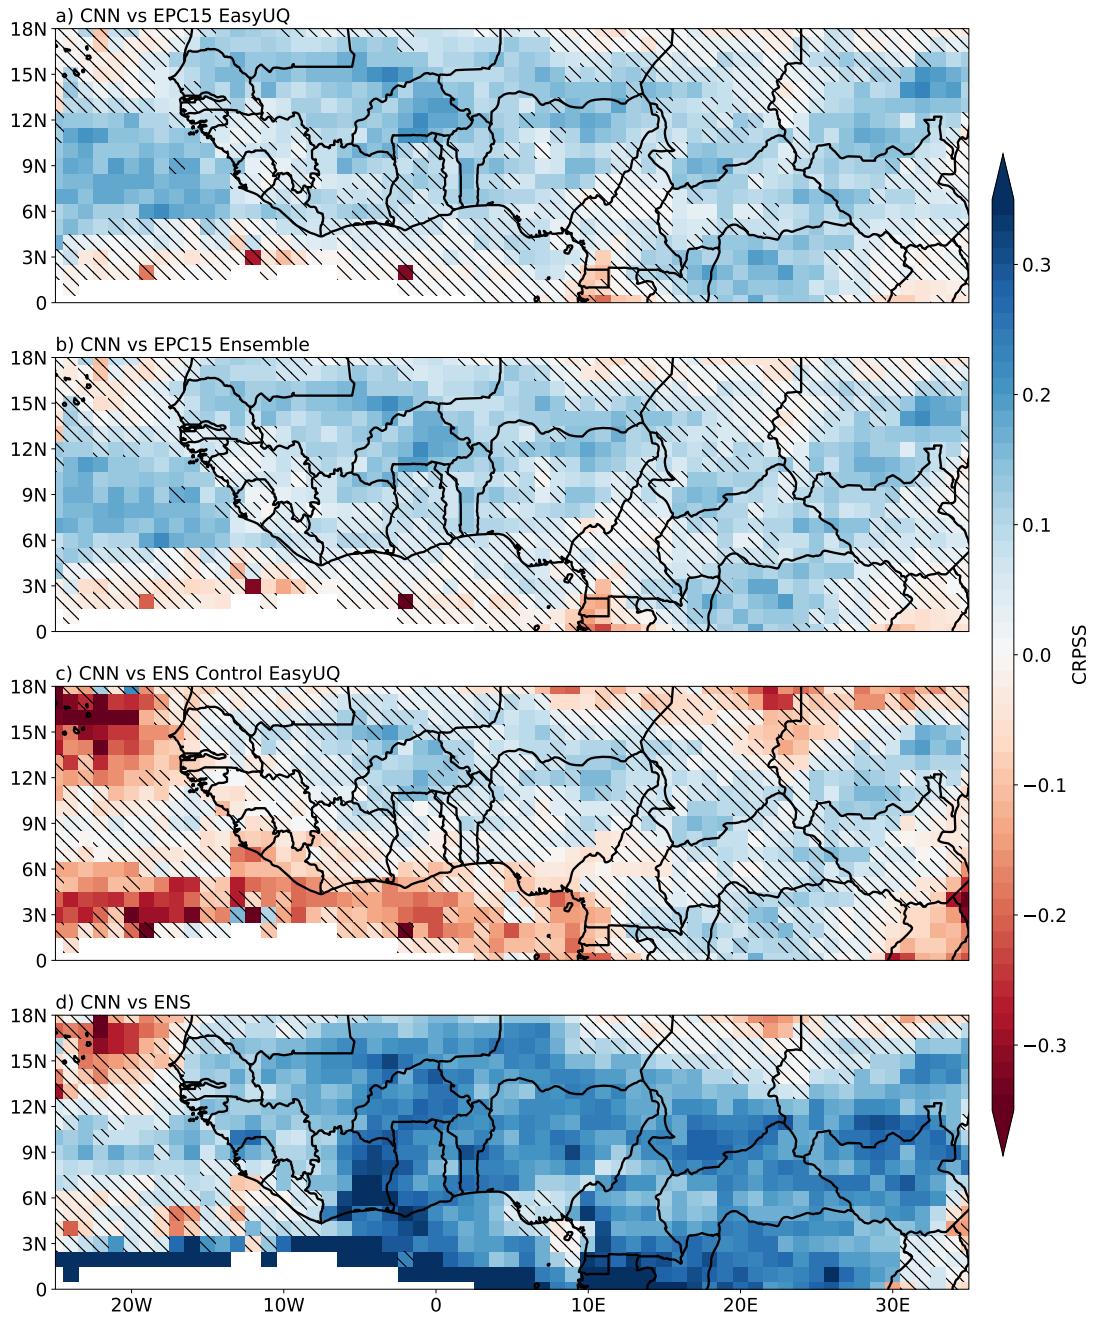 a) CNN vs EPC15 EasyUQ
18N
15N
12N
9N
6N
3N
0
b) CNN vs EPC15 Ensemble
18N
15N
12N
9N
6N
3N
0
c) CNN vs ENS Control EasyUQ
18N
15N
12N
9N
6N
3N
0
d) CNN vs ENS
18N
15N
12N
9N
6N
3N
0
20W 10W 0 10E 20E 30E
0.3
0.2
0.1
0.0
−0.1
−0.2
−0.3
CRPSS